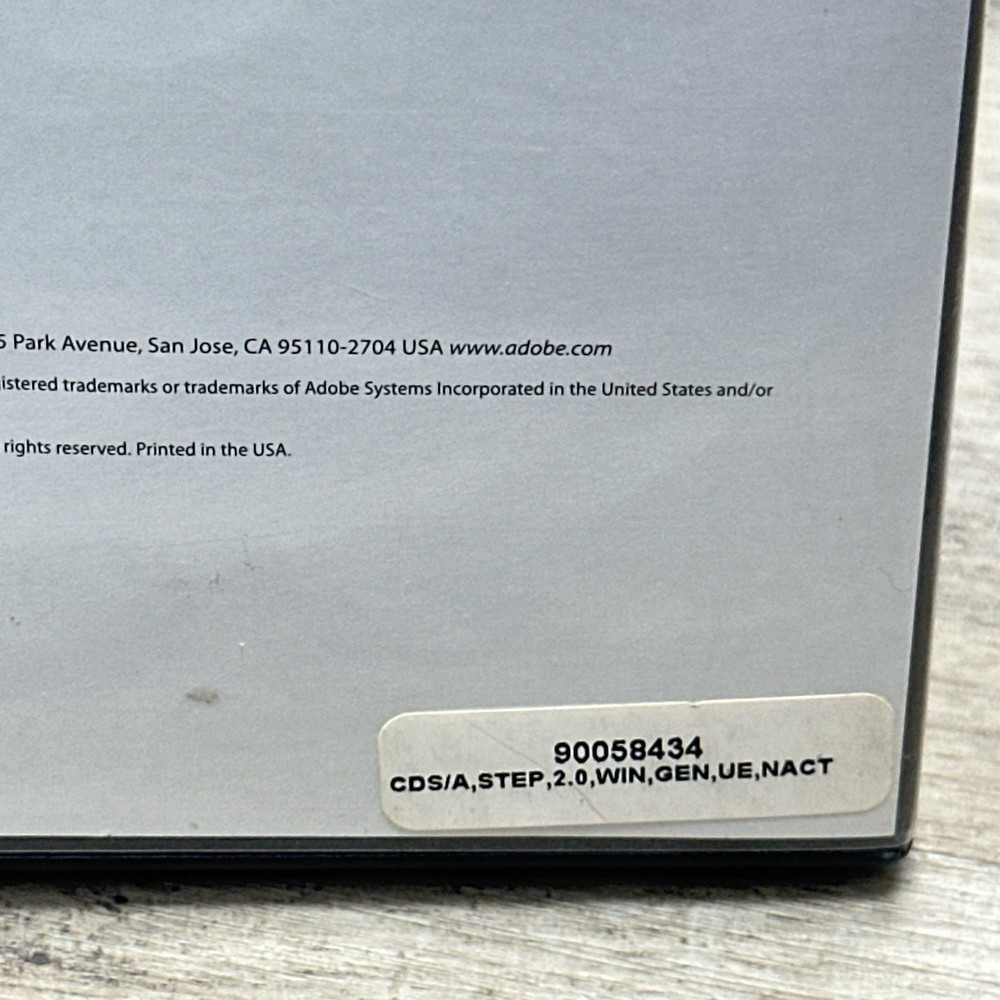 5 Park Avenue, San Jose, CA 95110-2704 USA www.adobe.com
istered trademarks or trademarks of Adobe Systems Incorporated in the United States and/or
rights reserved. Printed in the USA.
90058434
CDS/A,STEP,2.0,WIN,GEN,UE,NACT